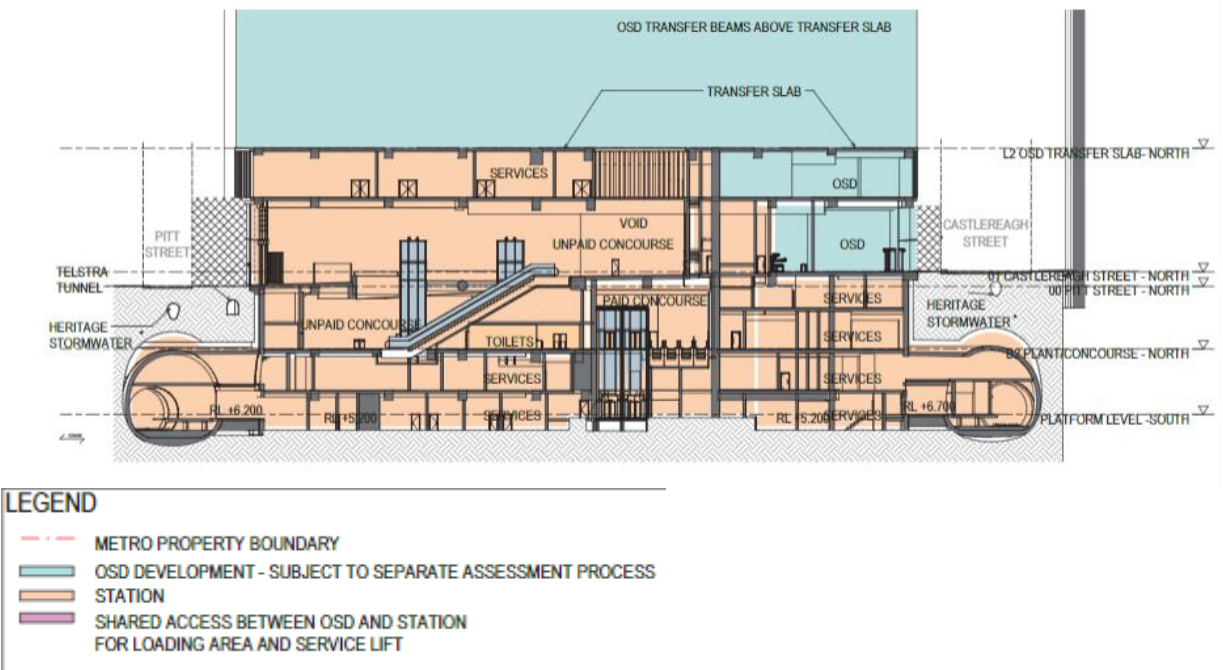 OSD TRANSFER BEAMS ABOVE TRANSFER SLAB
TRANSFER SLAB
L2 OSD TRANSFER SLAB- NORTH
SERVICES
OSD
VOID
UNPAID CONCOURSE
OSD
PITT
STREET
CASTLEREAGH
STREET
TELSTRA
TUNNEL
01 CASTLEREAGH STREET - NORTH
00 PITT STREET - NORTH
PAID CONCOURSE
SERVICES
HERITAGE
STORMWATER
HERITAGE
STORMWATER
UNPAID CONCOURSE
TOILETS
SERVICES
B2 PLANT/CONCOURSE - NORTH
SERVICES
SERVICES
RL +6.200
RL +5.200
SERVICES
RL +5.200
SERVICES
RL +6.700
PLATFORM LEVEL -SOUTH
LEGEND
METRO PROPERTY BOUNDARY
OSD DEVELOPMENT - SUBJECT TO SEPARATE ASSESSMENT PROCESS
STATION
SHARED ACCESS BETWEEN OSD AND STATION
FOR LOADING AREA AND SERVICE LIFT